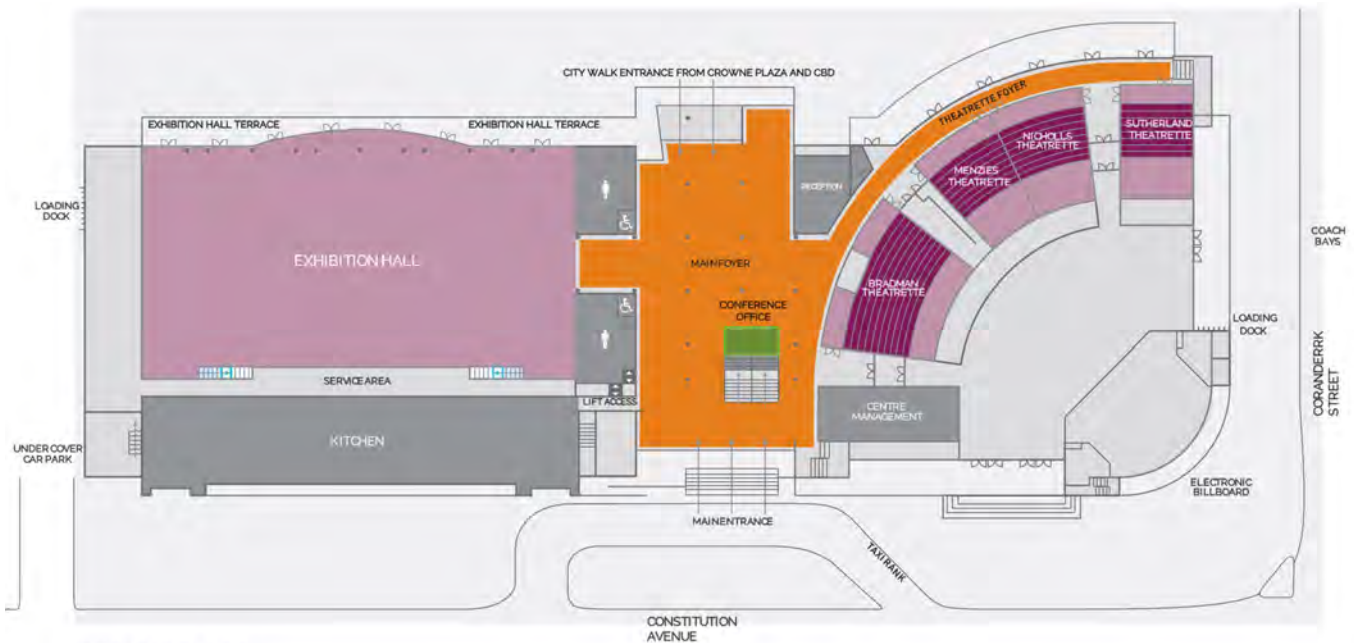 CITY WALK ENTRANCE FROM CROWNE PLAZA AND CBD
THEATRETTE FOYER
EXHIBITION HALL TERRACE
EXHIBITION HALL TERRACE
NICHOLLS
THEATRETTE
SUTHERLAND
THEATRETTE
MENZIES
THEATRETTE
RECEPTION
LOADING
DOCK
EXHIBITION HALL
MAIN FOYER
COACH
BAYS
BRADMAN
THEATRETTE
CONFERENCE
OFFICE
LOADING
DOCK
SERVICE AREA
LIFT ACCESS
CENTRE
MANAGEMENT
CORANDERRK
STREET
KITCHEN
UNDER COVER
CAR PARK
ELECTRONIC
BILLBOARD
MAIN ENTRANCE
TAXI RANK
CONSTITUTION
AVENUE